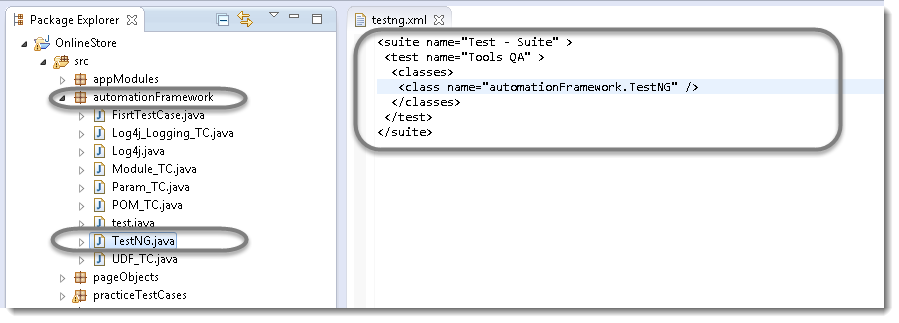 Package Explorer
OnlineStore
src
appModules
automationFramework
FisrtTestCase.java
Log4j_Logging_TC.java
Log4j.java
Module_TC.java
Param_TC.java
POM_TC.java
test.java
TestNG.java
UDF_TC.java
pageObjects
practiceTestCases
testng.xml
<suite name="Test - Suite" >
<test name="Tools QA" >
<classes>
<class name="automationFramework.TestNG" />
</classes>
</test>
</suite>